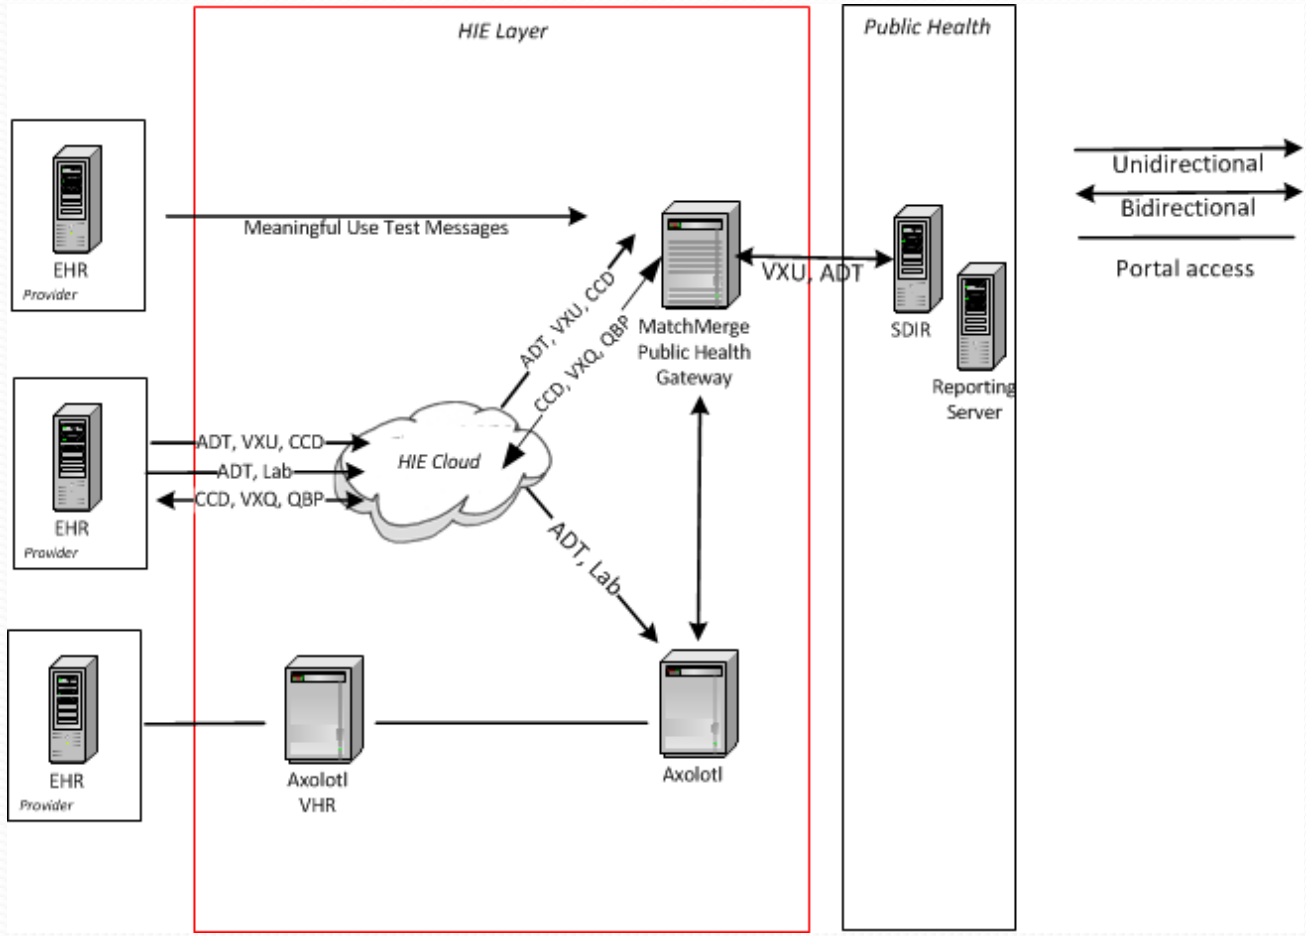 HIE Layer
Public Health
Unidirectional
Bidirectional
Portal access
EHR
Provider
Meaningful Use Test Messages
ADT, VXU, CCD
CCD, VXQ, QBP
VXU, ADT
MatchMerge
Public Health
Gateway
SDIR
Reporting
Server
EHR
Provider
ADT, VXU, CCD
ADT, Lab
CCD, VXQ, QBP
HIE Cloud
ADT, Lab
EHR
Provider
Axolotl
VHR
Axolotl